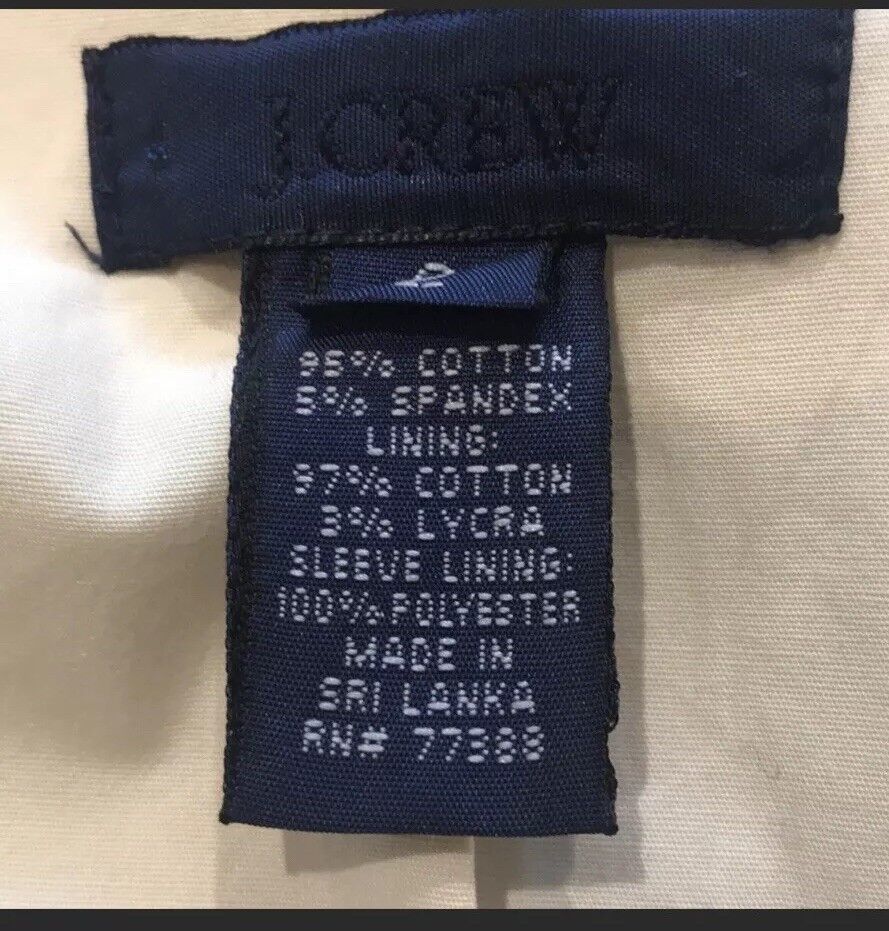 J.CREW
95% COTTON
5% SPANDEX
LINING:
97% COTTON
3% LYCRA
SLEEVE LINING:
100% POLYESTER
MADE IN
SRI LANKA
RN# 77388